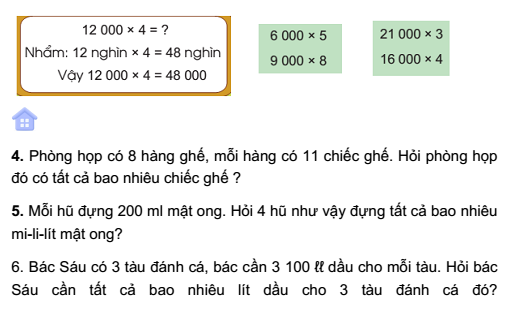 12 000 × 4 = ?
Nhẩm: 12 nghìn × 4 = 48 nghìn
Vậy 12 000 × 4 = 48 000
6 000 × 5
9 000 × 8
21 000 × 3
16 000 × 4
4. Phòng họp có 8 hàng ghế, mỗi hàng có 11 chiếc ghế. Hỏi phòng họp
đó có tất cả bao nhiêu chiếc ghế ?
5. Mỗi hũ đựng 200 ml mật ong. Hỏi 4 hũ như vậy đựng tất cả bao nhiêu
mi-li-lít mật ong?
6. Bác Sáu có 3 tàu đánh cá, bác cần 3 100 ℓℓ dầu cho mỗi tàu. Hỏi bác
Sáu cần tất cả bao nhiêu lít dầu cho 3 tàu đánh cá đó?